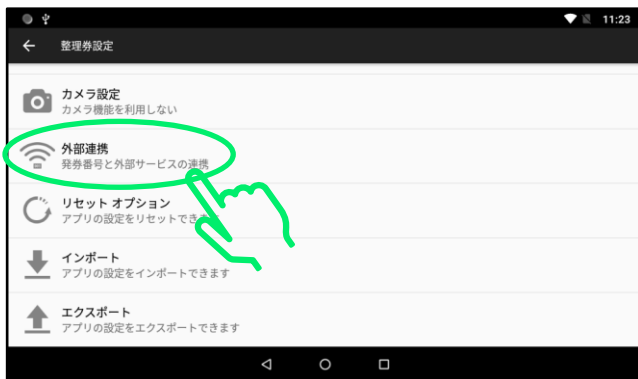 11:23
整理券設定
カメラ設定
カメラ機能を利用しない
外部連携
発券番号と外部サービスの連携
リセット オプション
アプリの設定をリセットできます
インポート
アプリの設定をインポートできます
エクスポート
アプリの設定をエクスポートできます